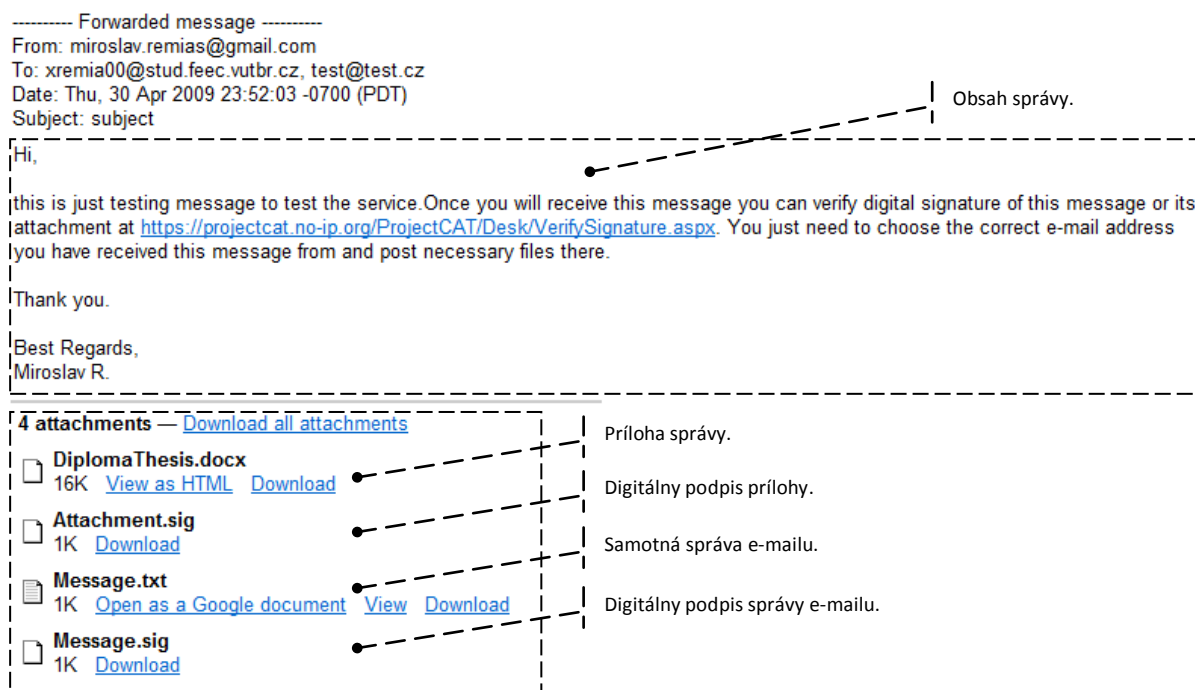 ---------- Forwarded message ----------
From: miroslav.remias@gmail.com
To: xremia00@stud.feec.vutbr.cz, test@test.cz
Date: Thu, 30 Apr 2009 23:52:03 -0700 (PDT)
Subject: subject
Obsah správy.
Hi,
this is just testing message to test the service.Once you will receive this message you can verify digital signature of this message or its
attachment at https://projectcat.no-ip.org/ProjectCAT/Desk/VerifySignature.aspx. You just need to choose the correct e-mail address
you have received this message from and post necessary files there.
Thank you.
Best Regards,
Miroslav R.
4 attachments — Download all attachments
Príloha správy.
DiplomaThesis.docx
16K View as HTML Download
Digitálny podpis prílohy.
Attachment.sig
1K Download
Samotná správa e-mailu.
Message.txt
1K Open as a Google document View Download
Digitálny podpis správy e-mailu.
Message.sig
1K Download